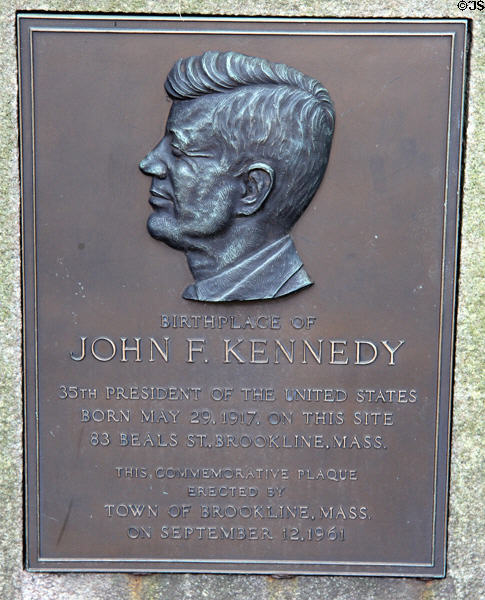 ©JS
BIRTHPLACE OF
JOHN F. KENNEDY
35TH PRESIDENT OF THE UNITED STATES
BORN MAY 29, 1917, ON THIS SITE
83 BEALS ST., BROOKLINE, MASS.
THIS COMMEMORATIVE PLAQUE
ERECTED BY
TOWN OF BROOKLINE, MASS.
ON SEPTEMBER 12, 1961